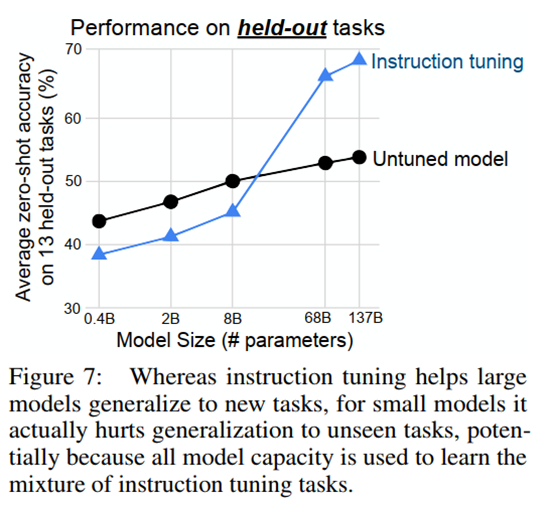 Performance on held-out tasks
70
60
50
40
30
Average zero-shot accuracy
on 13 held-out tasks (%)
Instruction tuning
Untuned model
0.4B 2B 8B 68B 137B
Model Size (# parameters)
Figure 7: Whereas instruction tuning helps large
models generalize to new tasks, for small models it
actually hurts generalization to unseen tasks, poten-
tially because all model capacity is used to learn the
mixture of instruction tuning tasks.